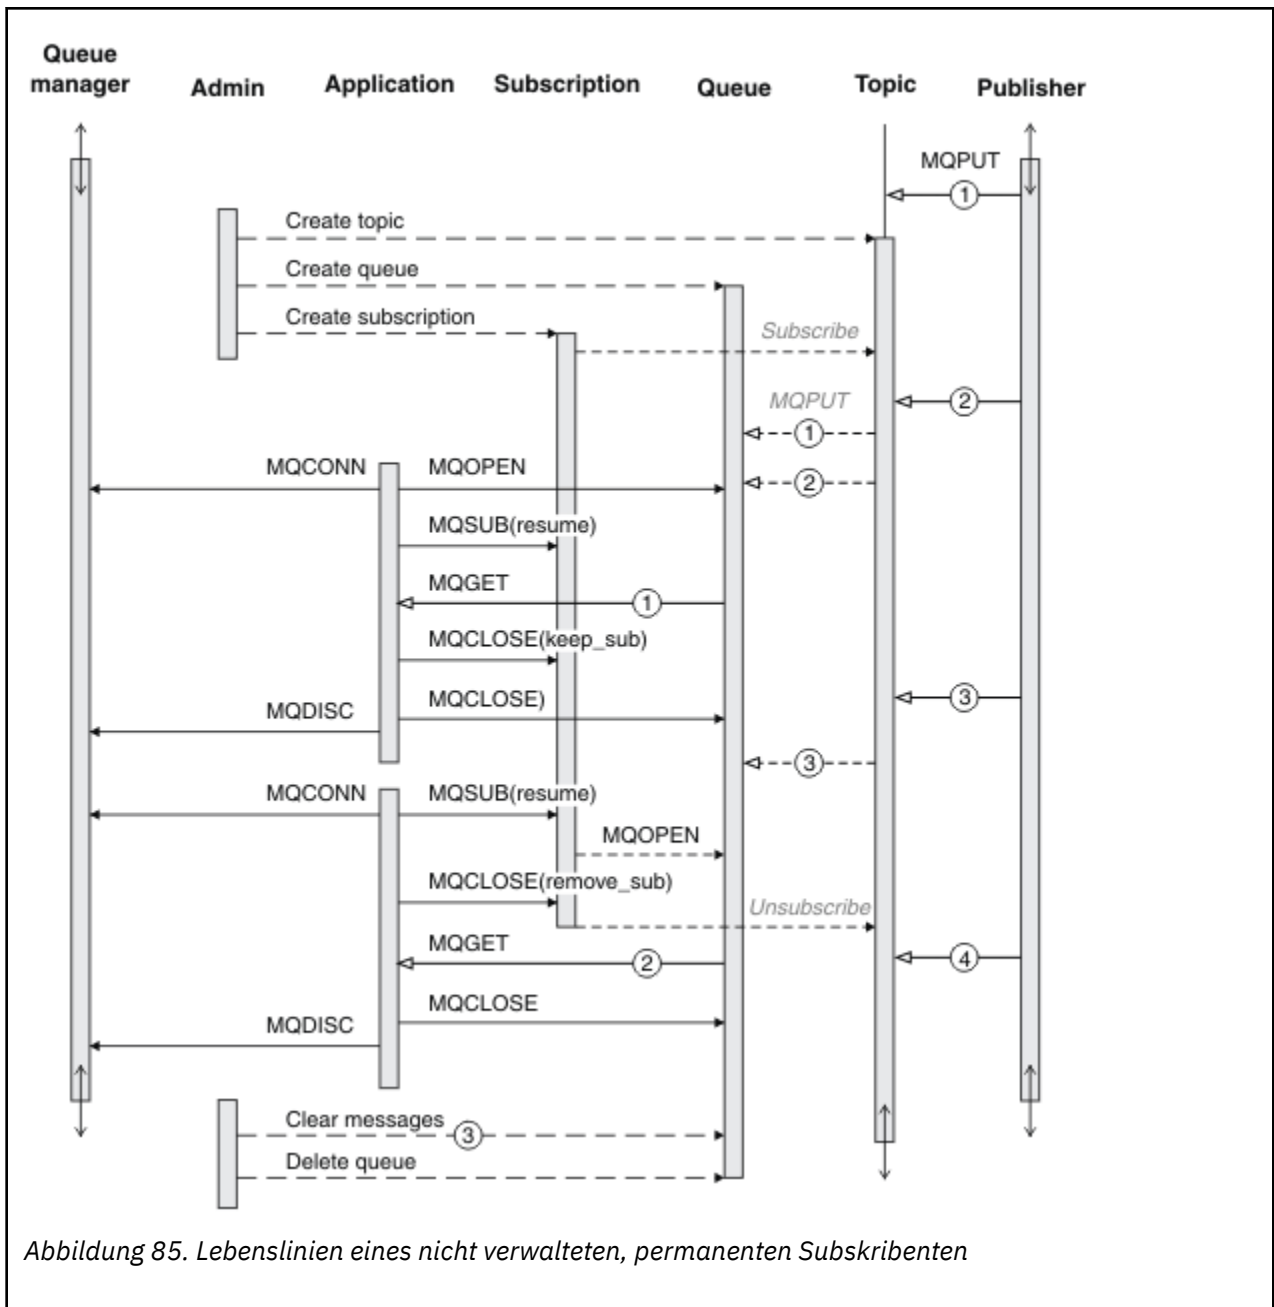 Queue
manager
Admin
Application
Subscription
Queue
Topic
Publisher
MQPUT
1
Create topic
Create queue
Create subscription
Subscribe
MQPUT
2
1
MQCONN
MQOPEN
2
MQSUB(resume)
MQGET
1
MQCLOSE(keep_sub)
MQDISC
MQCLOSE)
3
3
MQCONN
MQSUB(resume)
MQOPEN
MQCLOSE(remove_sub)
Unsubscribe
MQGET
2
4
MQCLOSE
MQDISC
Clear messages
3
Delete queue
Abbildung 85. Lebenslinien eines nicht verwalteten, permanenten Subskribenten